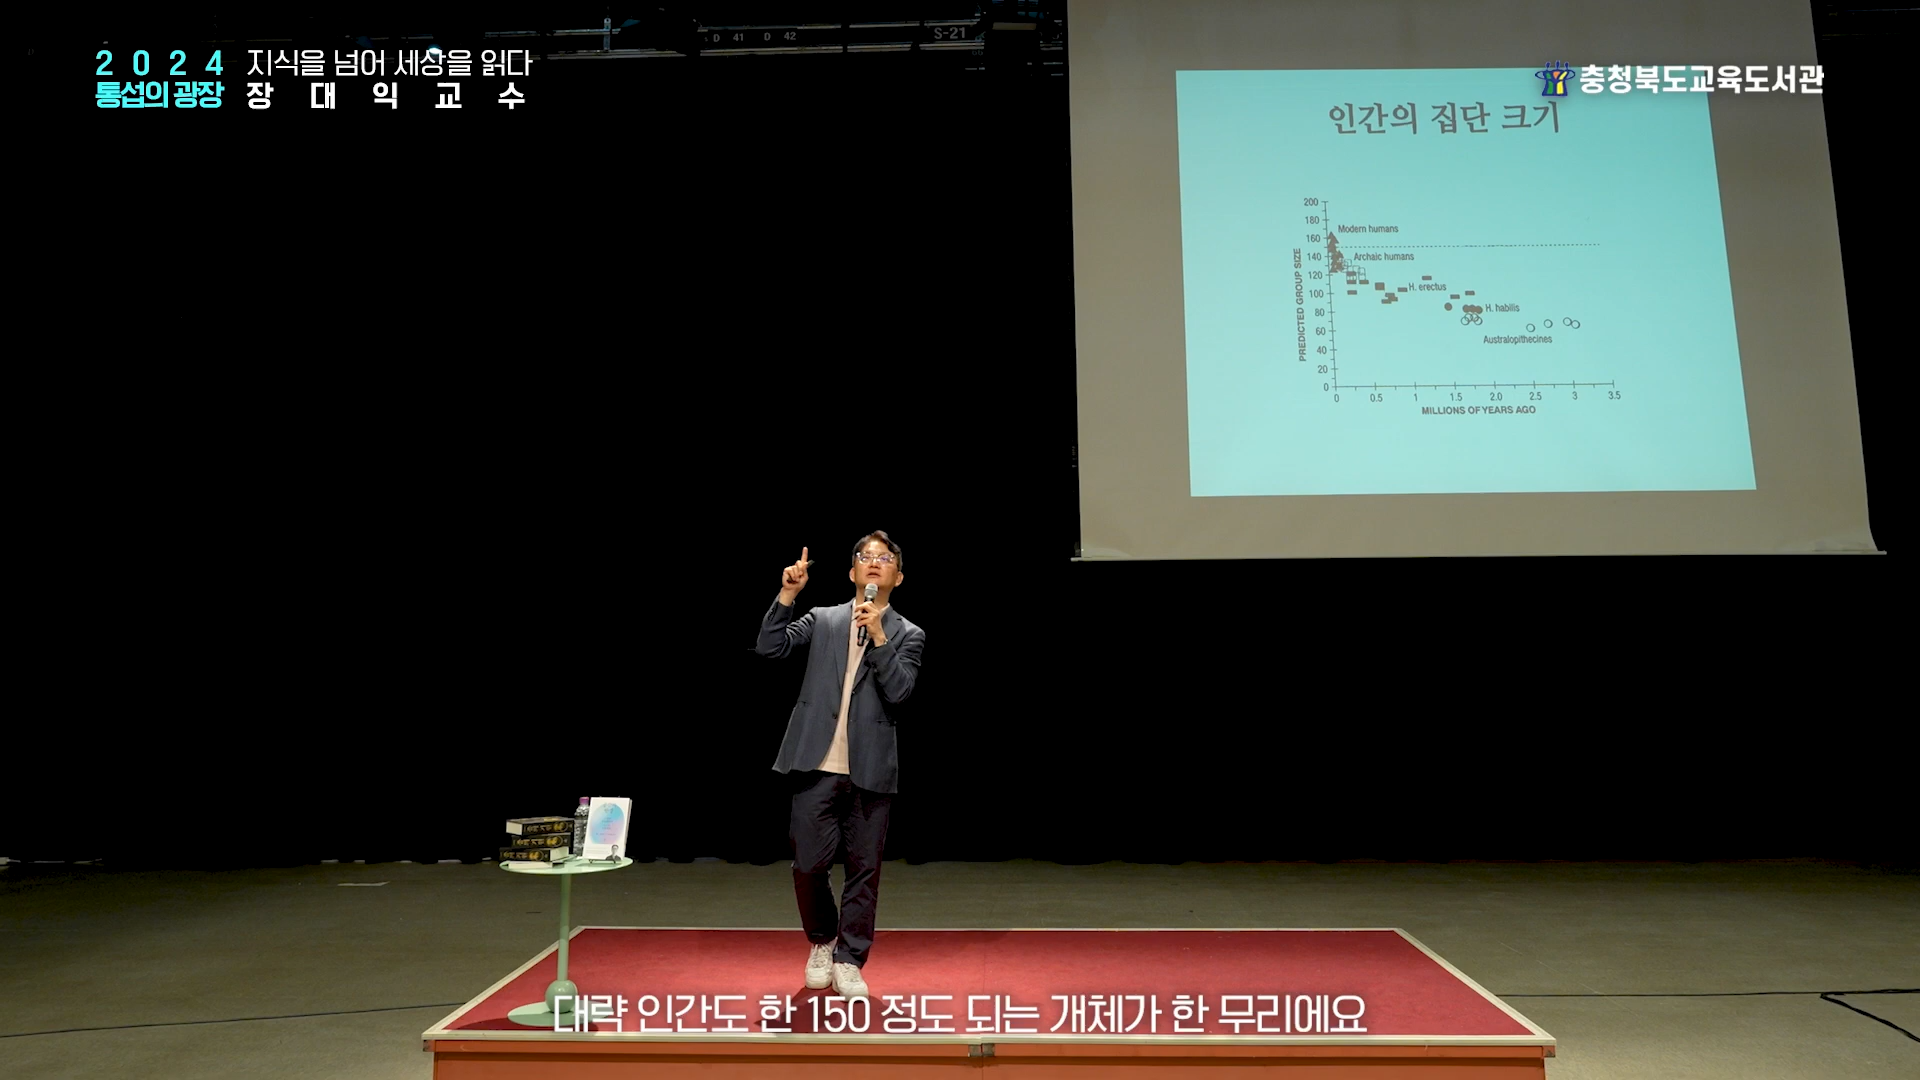 2024 지식을 넘어 세상을 읽다
통섭의 광장 장대익 교수
충청북도교육도서관
D 41 D 42
S-21
인간의 집단 크기
200
180
160
140
120
100
80
60
40
20
0
PREDICTED GROUP SIZE
Modern humans
Archaic humans
H. erectus
H. habilis
Australopithecines
0 0.5 1 1.5 2.0 2.5 3 3.5
MILLIONS OF YEARS AGO
대략 인간도 한 150 정도 되는 개체가 한 무리에요